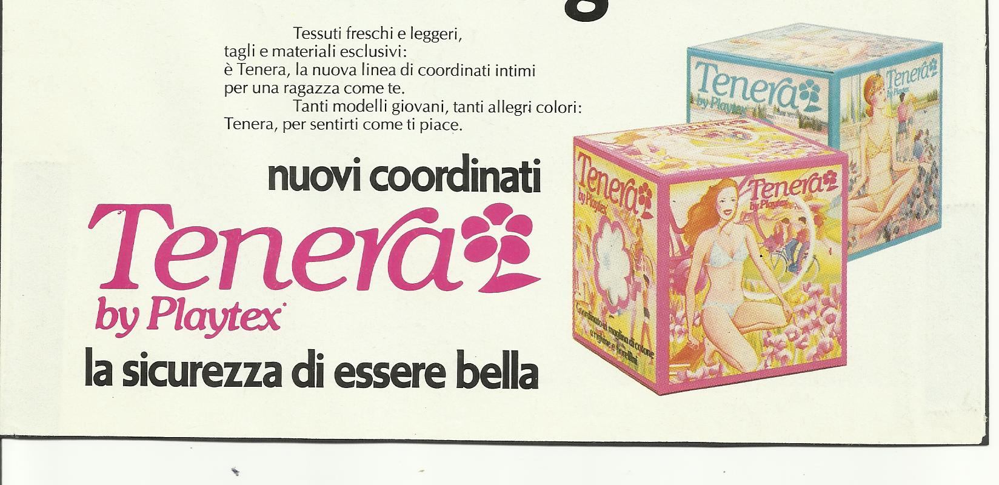 g
Tessuti freschi e leggeri,
tagli e materiali esclusivi:
è Tenera, la nuova linea di coordinati intimi
per una ragazza come te.
Tanti modelli giovani, tanti allegri colori:
Tenera, per sentirti come ti piace.
nuovi coordinati
Tenera
by Playtex*
la sicurezza di essere bella
Tenera
by Playtex
Tenera
by Playtex
Tenera
Tenera
by Playtex
Tenera
by Playtex
Coordinato in maglina di cotone
a righine e fiorellini